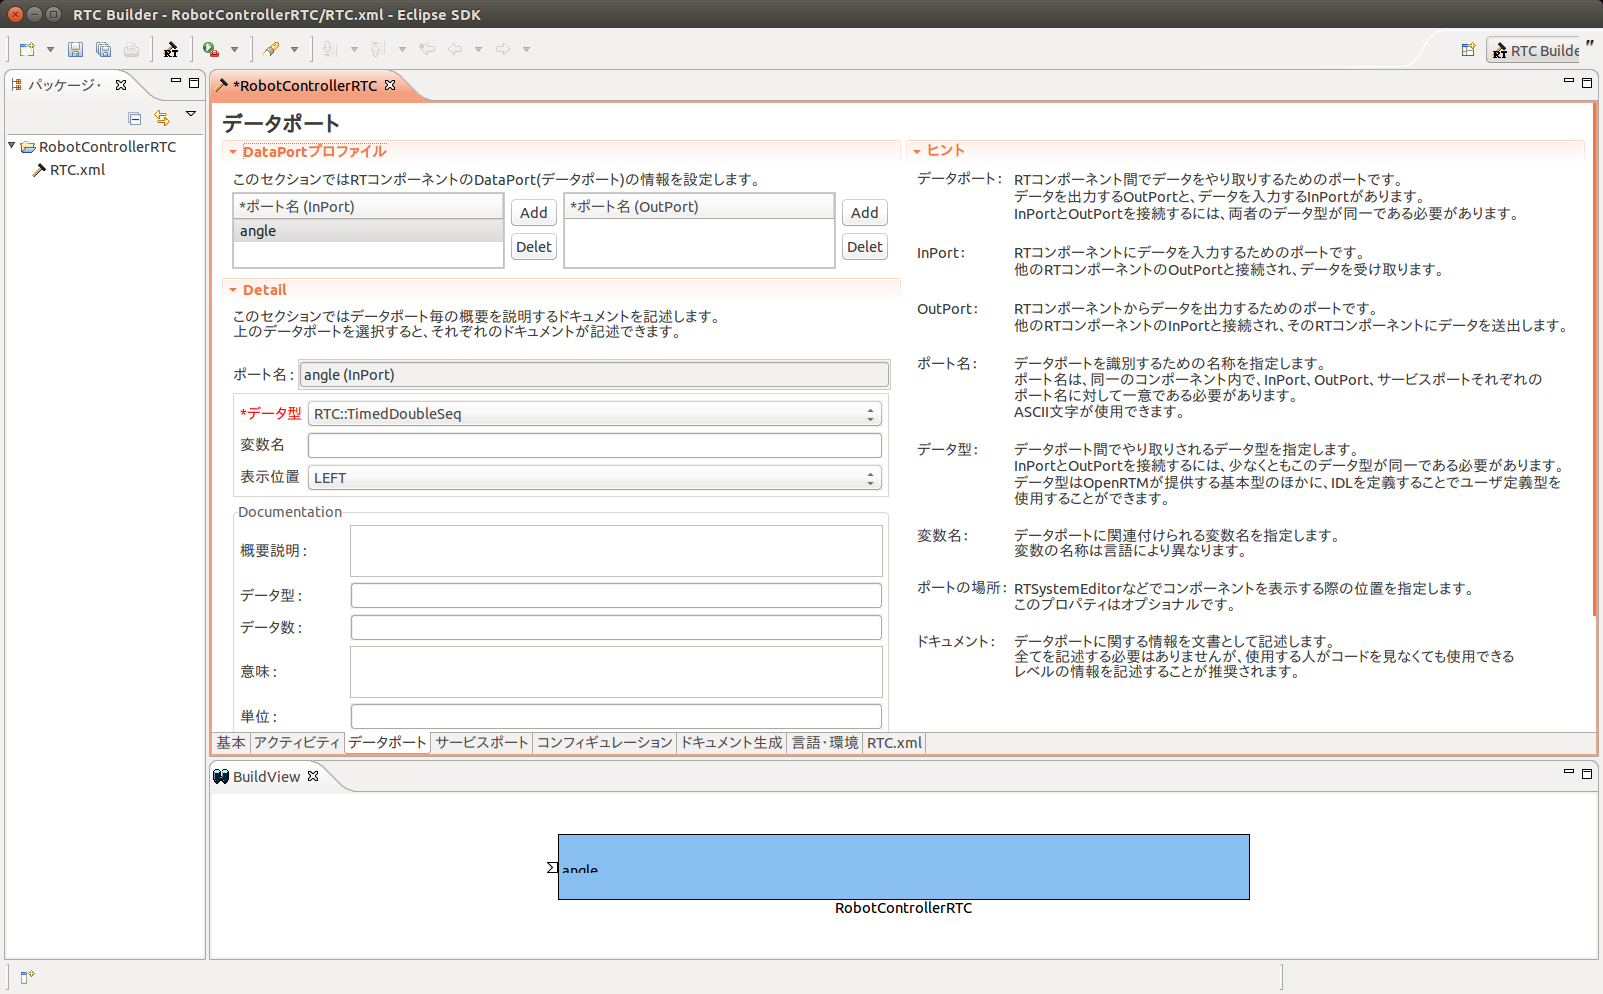 RTC Builder - RobotControllerRTC/RTC.xml - Eclipse SDK
RT
RTC Builde
パッケージ・
RobotControllerRTC
RTC.xml
*RobotControllerRTC
データポート
DataPortプロファイル
このセクションではRTコンポーネントのDataPort(データポート)の情報を設定します。
*ポート名 (InPort)
angle
Add
Delet
*ポート名 (OutPort)
Add
Delet
Detail
このセクションではデータポート毎の概要を説明するドキュメントを記述します。
上のデータポートを選択すると、それぞれのドキュメントが記述できます。
ポート名: angle (InPort)
*データ型 RTC::TimedDoubleSeq
変数名
表示位置 LEFT
Documentation
概要説明:
データ型:
データ数:
意味:
単位:
ヒント
データポート: RTコンポーネント間でデータをやり取りするためのポートです。
データを出力するOutPortと、データを入力するInPortがあります。
InPortとOutPortを接続するには、両者のデータ型が同一である必要があります。
InPort: RTコンポーネントにデータを入力するためのポートです。
他のRTコンポーネントのOutPortと接続され、データを受け取ります。
OutPort: RTコンポーネントからデータを出力するためのポートです。
他のRTコンポーネントのInPortと接続され、そのRTコンポーネントにデータを送出します。
ポート名: データポートを識別するための名称を指定します。
ポート名は、同一のコンポーネント内で、InPort、OutPort、サービスポートそれぞれの
ポート名に対して一意である必要があります。
ASCII文字が使用できます。
データ型: データポート間でやり取りされるデータ型を指定します。
InPortとOutPortを接続するには、少なくともこのデータ型が同一である必要があります。
データ型はOpenRTMが提供する基本型のほかに、IDLを定義することでユーザ定義型を
使用することができます。
変数名: データポートに関連付けられる変数名を指定します。
変数の名称は言語により異なります。
ポートの場所: RTSystemEditorなどでコンポーネントを表示する際の位置を指定します。
このプロパティはオプショナルです。
ドキュメント: データポートに関する情報を文書として記述します。
全てを記述する必要はありませんが、使用する人がコードを見なくても使用できる
レベルの情報を記述することが推奨されます。
基本 アクティビティ データポート サービスポート コンフィギュレーション ドキュメント生成 言語・環境 RTC.xml
BuildView
angle
RobotControllerRTC